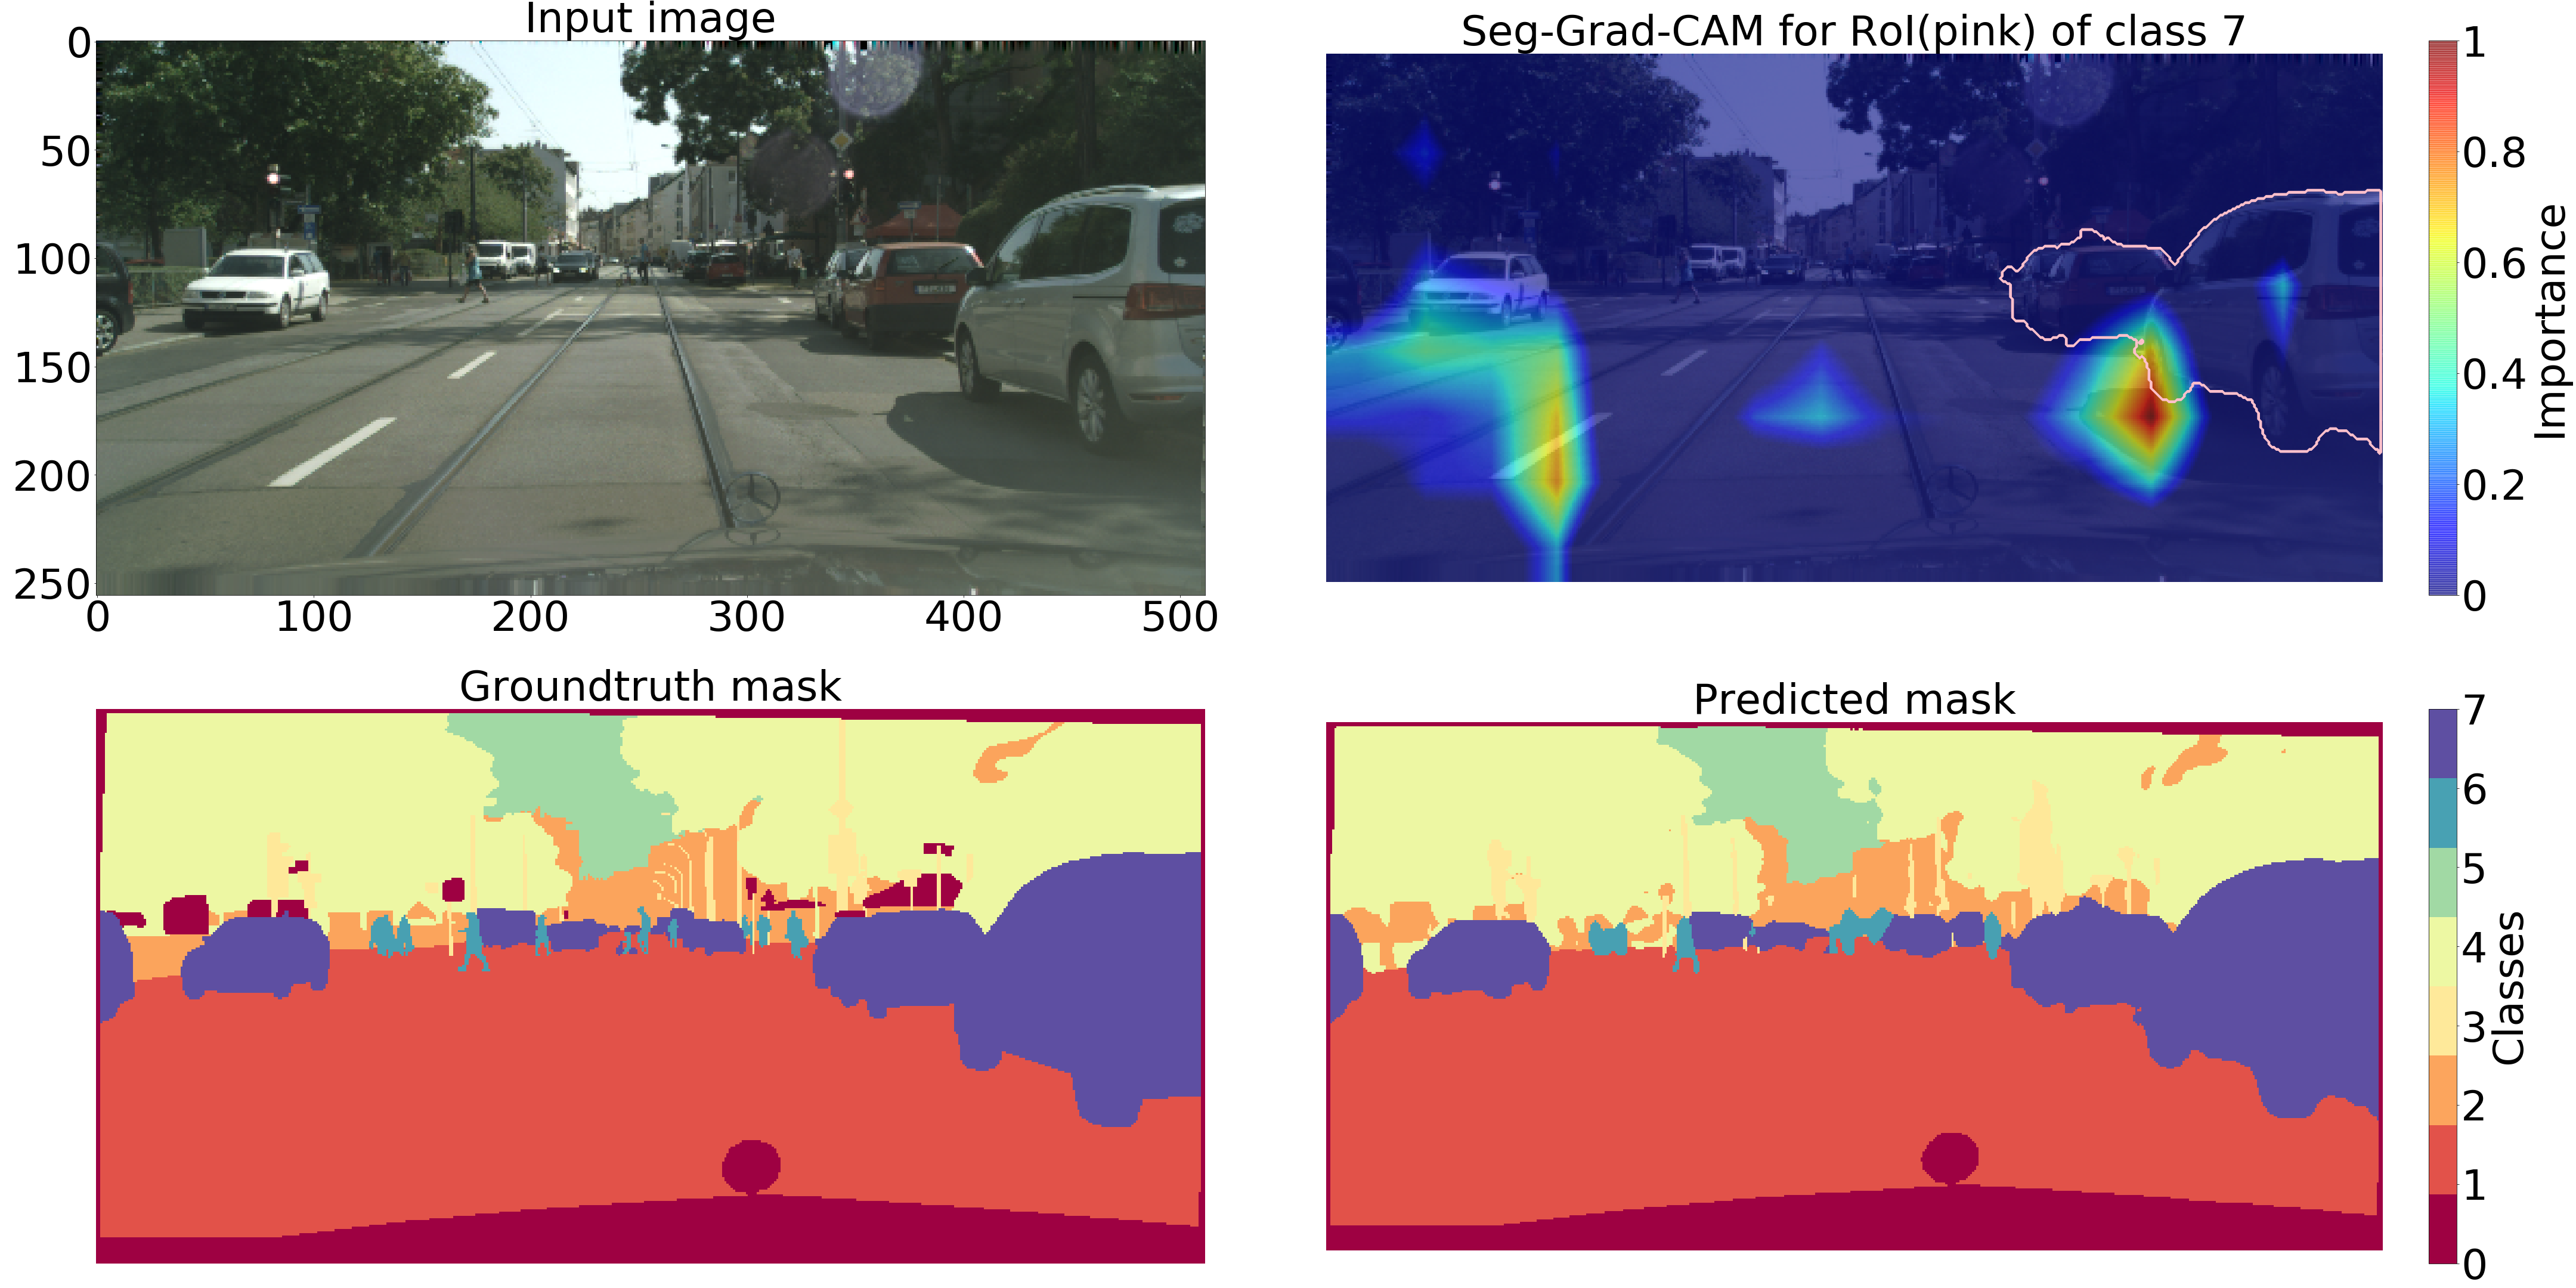 Input image
0
50
100
150
200
250
0 100 200 300 400 500
Seg-Grad-CAM for RoI(pink) of class 7
1
0.8
0.6
0.4
0.2
0
Importance
Groundtruth mask
Predicted mask
7
6
5
4
3
2
1
0
Classes